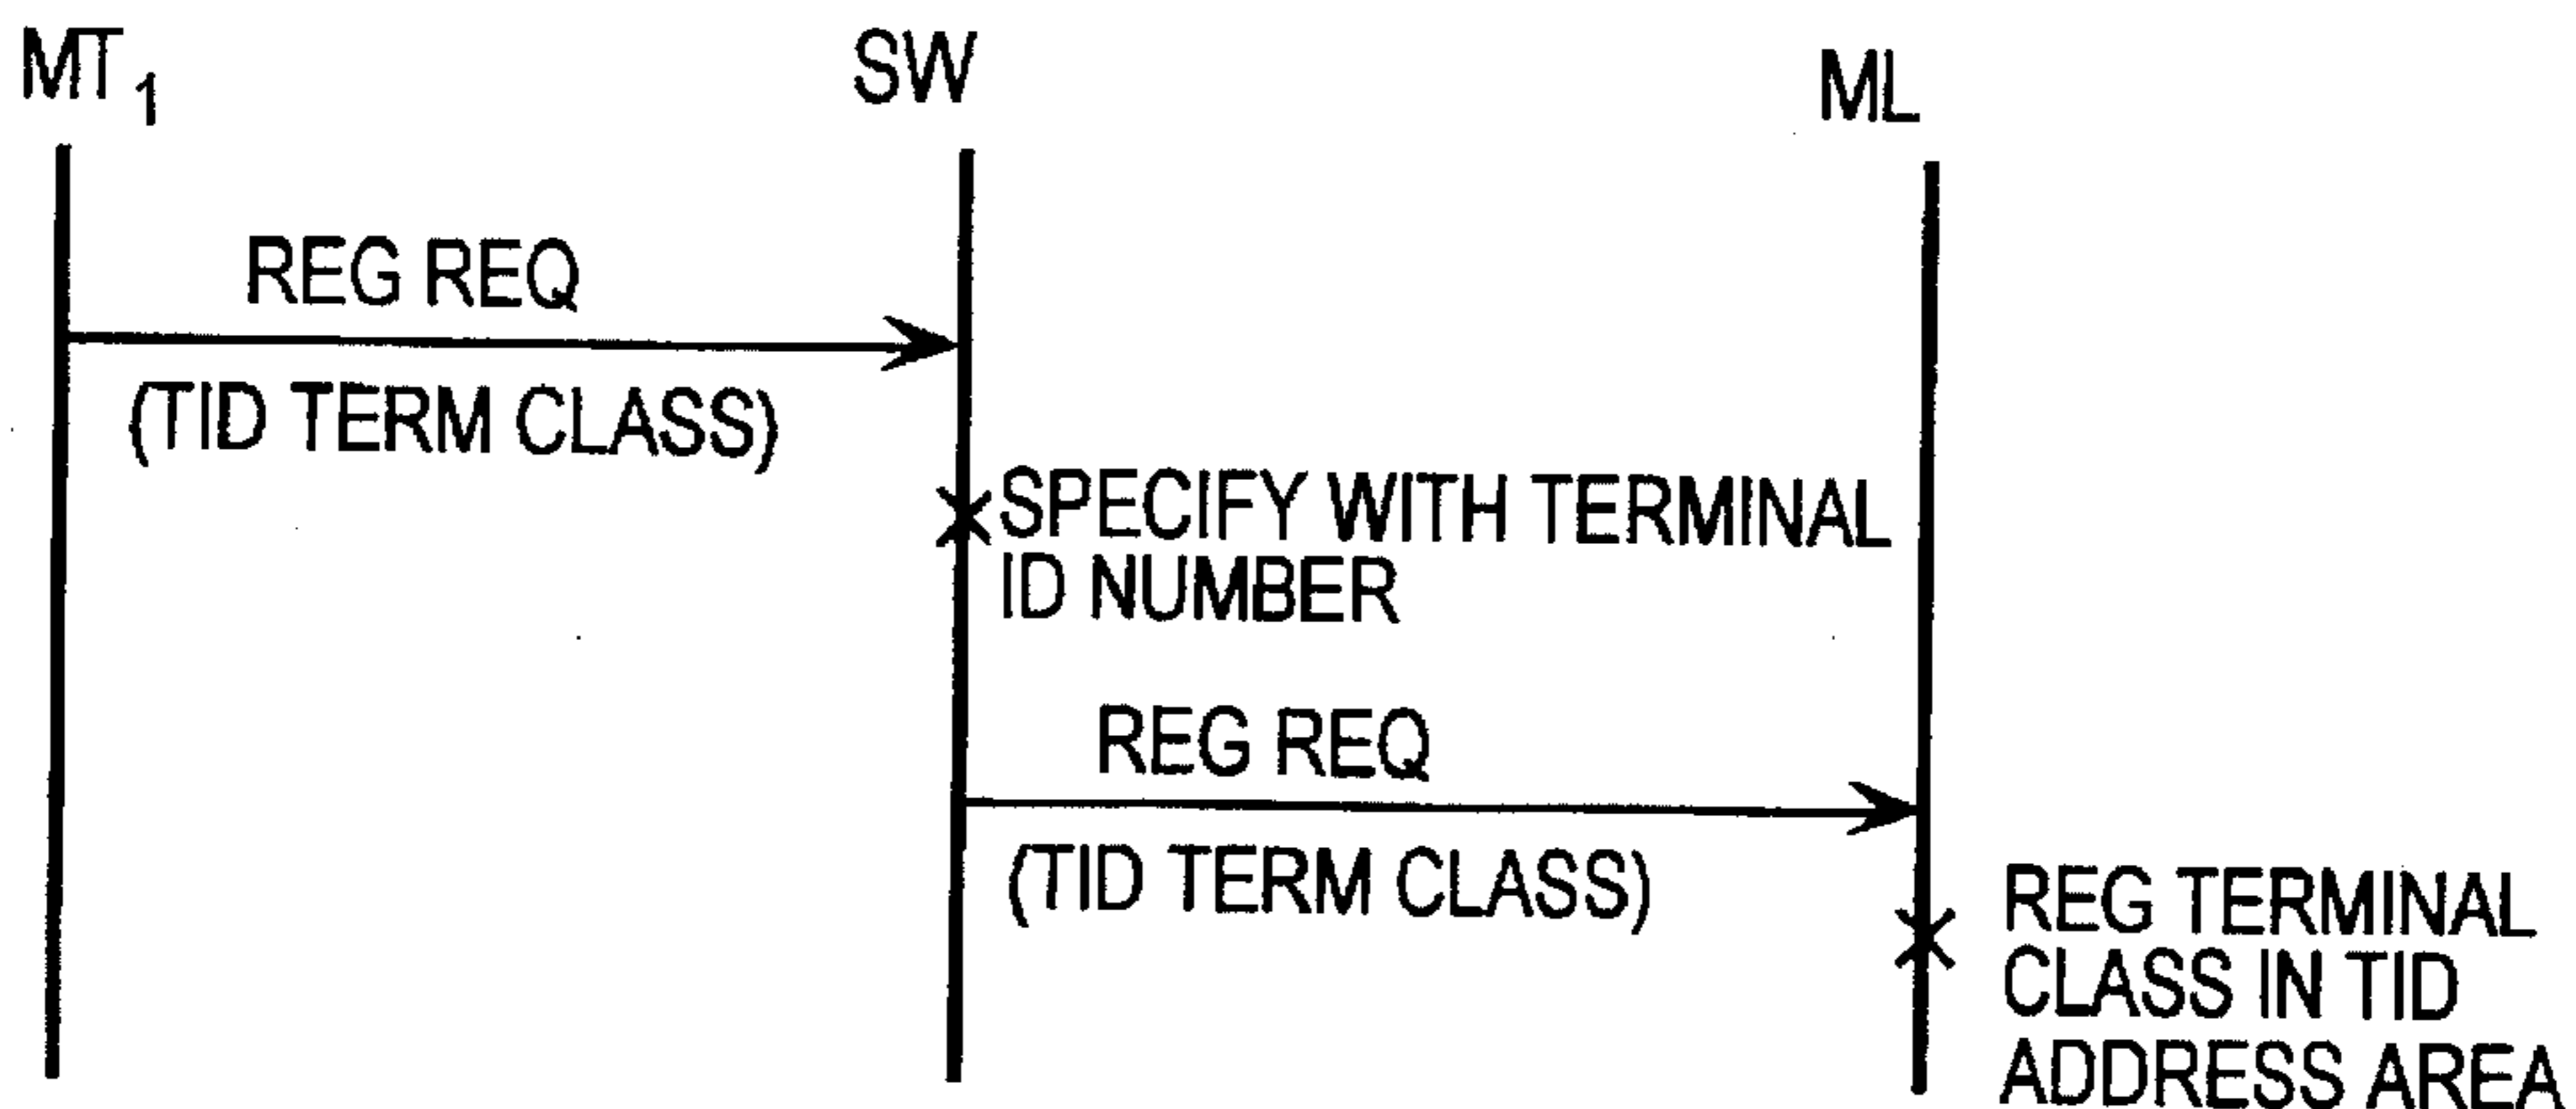 MT1
SW
ML
REG REQ
(TID TERM CLASS)
SPECIFY WITH TERMINAL
ID NUMBER
REG REQ
(TID TERM CLASS)
REG TERMINAL
CLASS IN TID
ADDRESS AREA